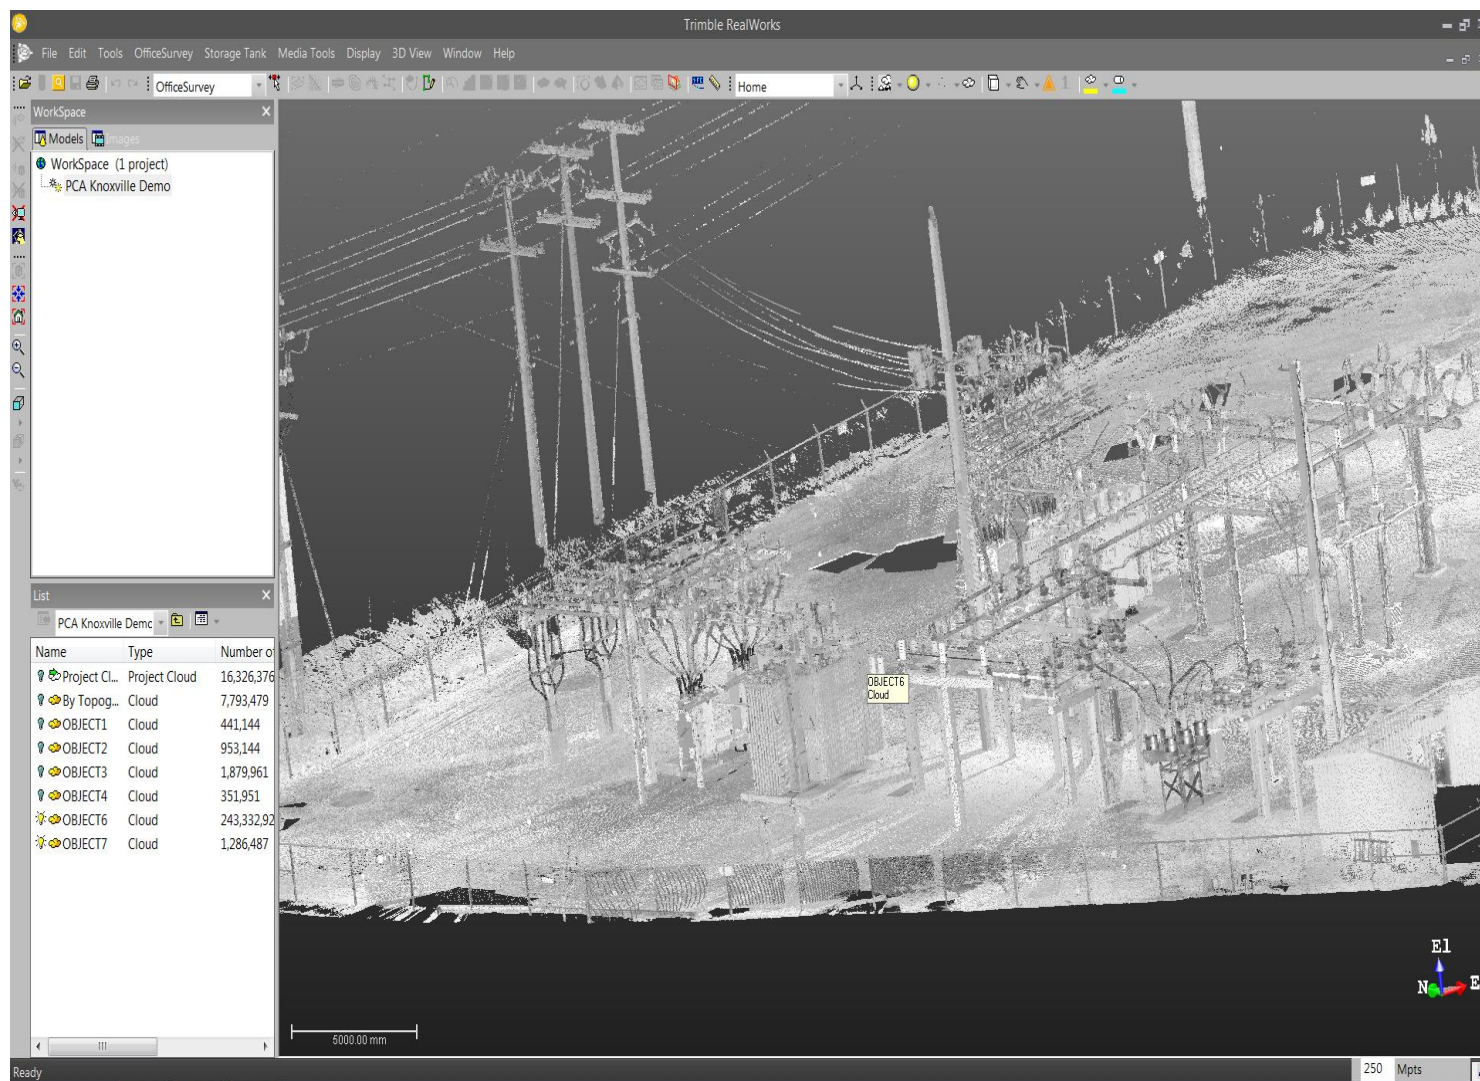 Trimble RealWorks
File Edit Tools OfficeSurvey Storage Tank Media Tools Display 3D View Window Help
OfficeSurvey
Home
1
WorkSpace
Models Images
WorkSpace (1 project)
PCA Knoxville Demo
OBJECT6
Cloud
List
PCA Knoxville Demc
Name Type Number of
Project Cl... Project Cloud 16,326,376
By Topog... Cloud 7,793,479
OBJECT1 Cloud 441,144
OBJECT2 Cloud 953,144
OBJECT3 Cloud 1,879,961
OBJECT4 Cloud 351,951
OBJECT6 Cloud 243,332,92
OBJECT7 Cloud 1,286,487
El
N E
5000.00 mm
Ready
250 Mpts